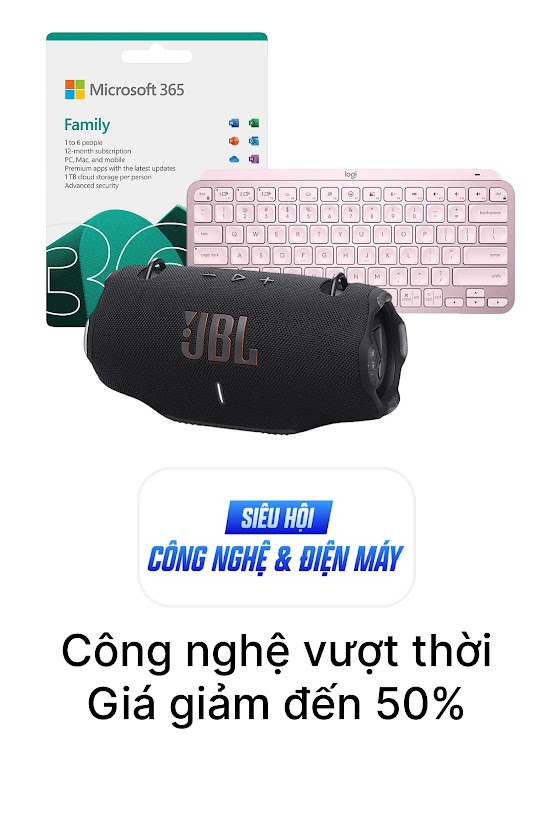 Microsoft 365
Family
1 to 6 people
12-month subscription
PC, Mac, and mobile
Premium apps with the latest updates
1 TB cloud storage per person
Advanced security
logi
Q W E R T Y U I O P
A S D F G H J K L
Z X C V B N M
JBL
SIÊU HỘI
CÔNG NGHỆ & ĐIỆN MÁY
Công nghệ vượt thời
Giá giảm đến 50%